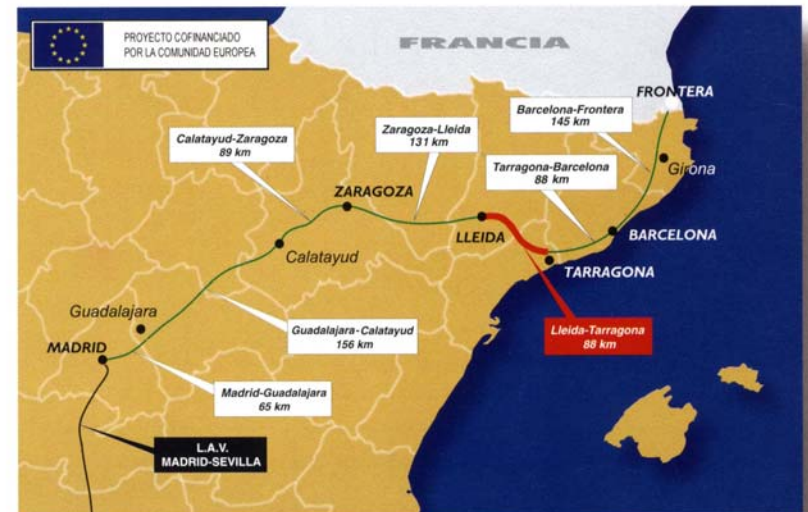 PROYECTO COFINANCIADO
POR LA COMUNIDAD EUROPEA
FRANCIA
FRONTERA
Barcelona-Frontera
145 km
Calatayud-Zaragoza
89 km
Zaragoza-Lleida
131 km
Tarragona-Barcelona
88 km
Girona
ZARAGOZA
LLEIDA
BARCELONA
Calatayud
TARRAGONA
Guadalajara
Guadalajara-Calatayud
156 km
Lleida-Tarragona
88 km
MADRID
Madrid-Guadalajara
65 km
L.A.V.
MADRID-SEVILLA